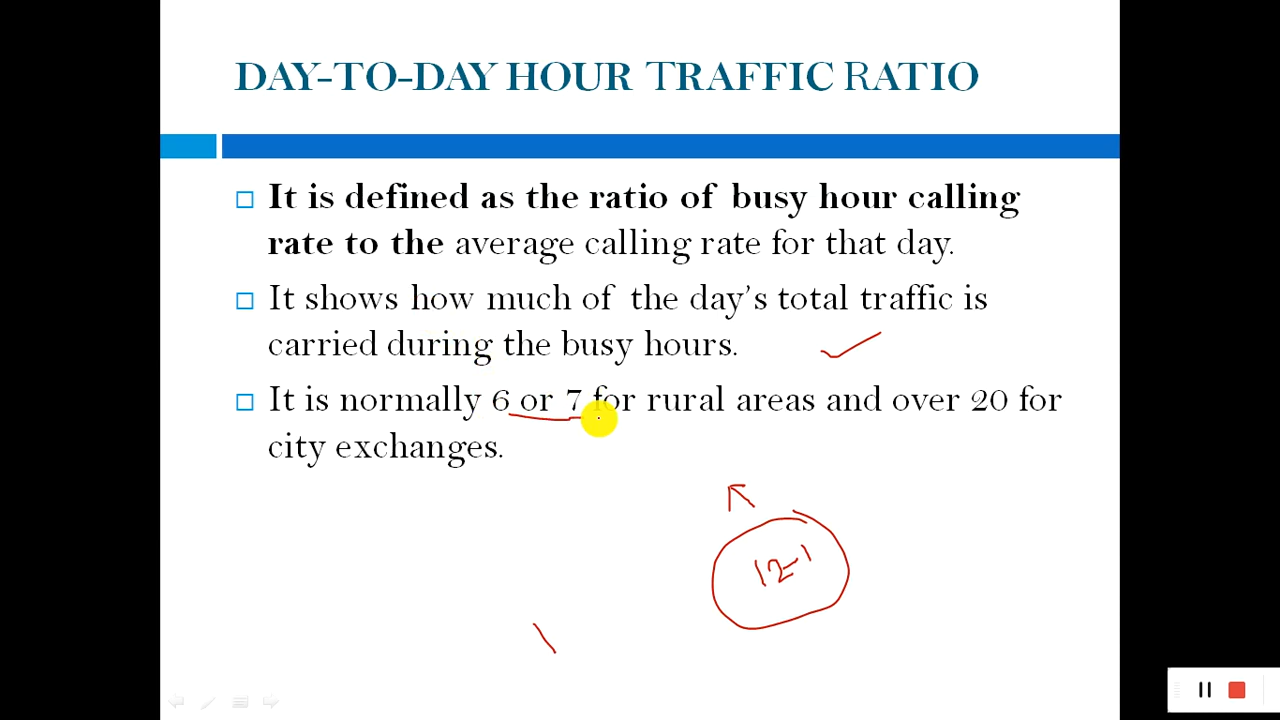 DAY-TO-DAY HOUR TRAFFIC RATIO
It is defined as the ratio of busy hour calling
rate to the average calling rate for that day.
It shows how much of the day's total traffic is
carried during the busy hours.
It is normally 6 or 7 for rural areas and over 20 for
city exchanges.
12-1